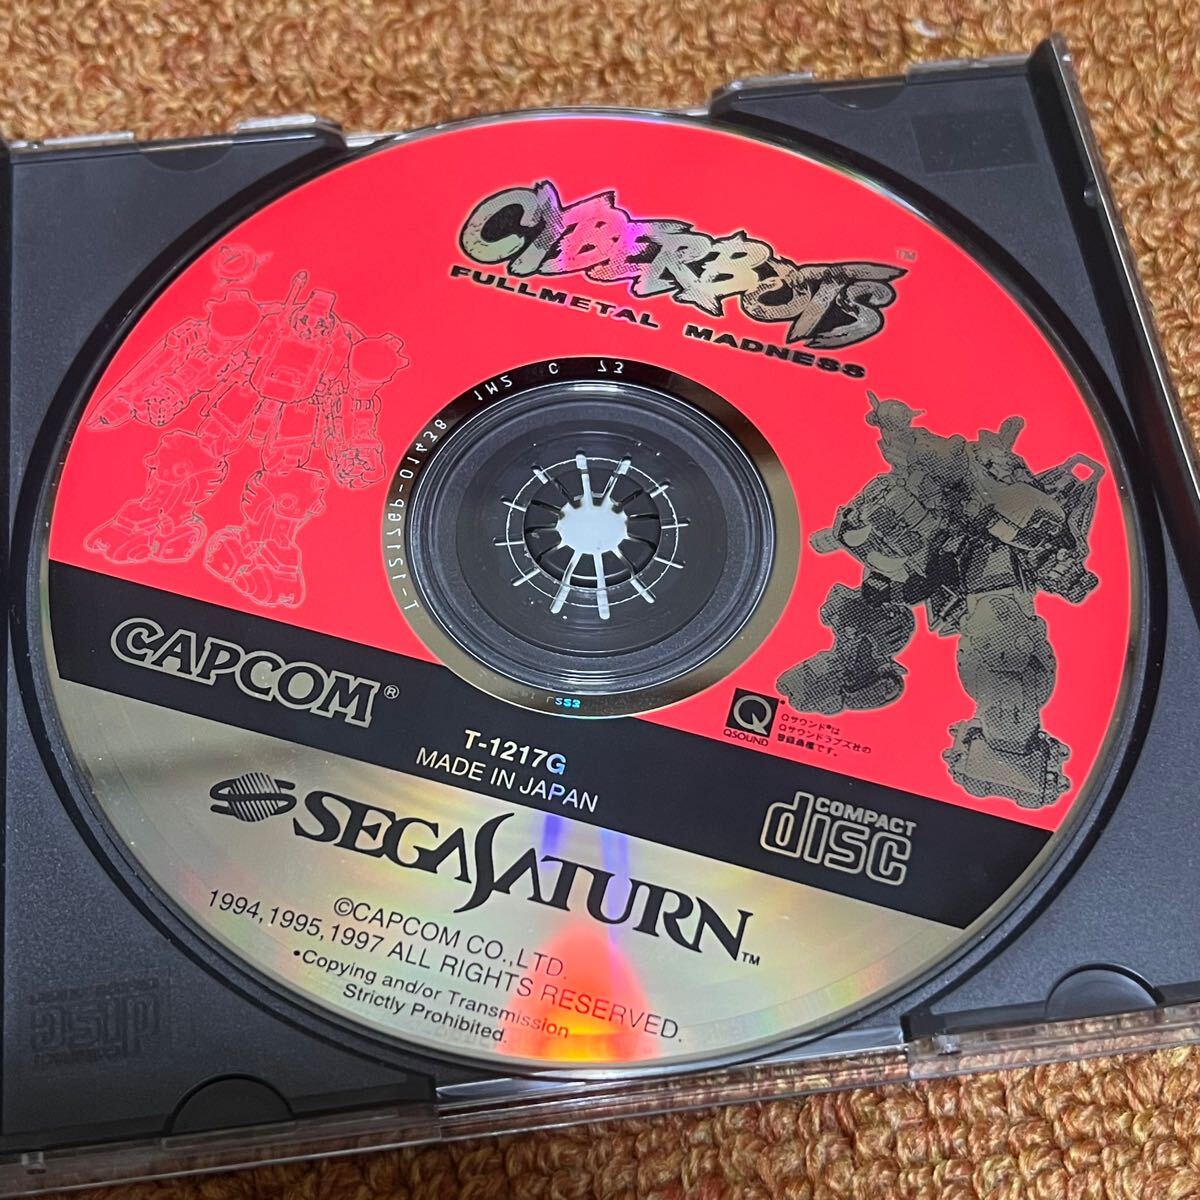 CYBERBOTS
™
FULLMETAL MADNESS
CAPCOM®
T-1217G
MADE IN JAPAN
Q
QSOUND
Qサウンド®は
Qサウンドラブズ社の
登録商標です。
COMPACT
disc
SEGA SATURN™
©CAPCOM CO.,LTD.
1994,1995,1997 ALL RIGHTS RESERVED.
•Copying and/or Transmission
Strictly Prohibited.